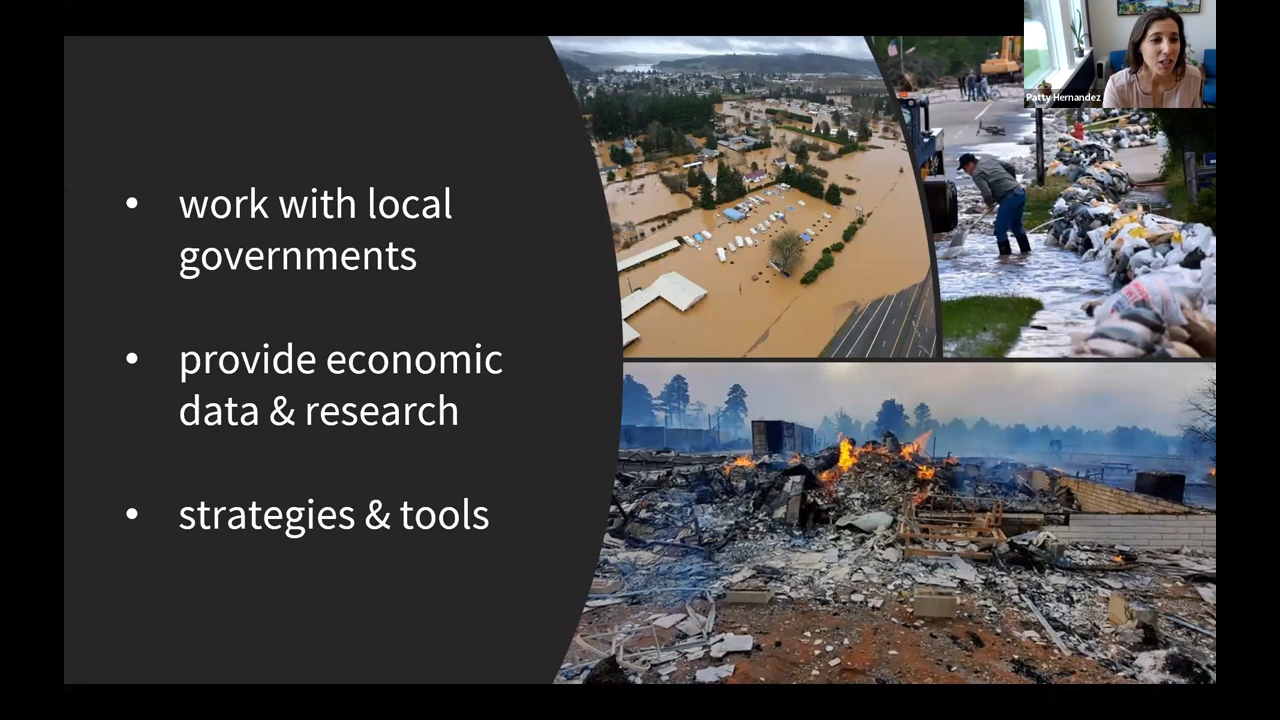 Patty Hernandez
• work with local
governments
• provide economic
data & research
• strategies & tools